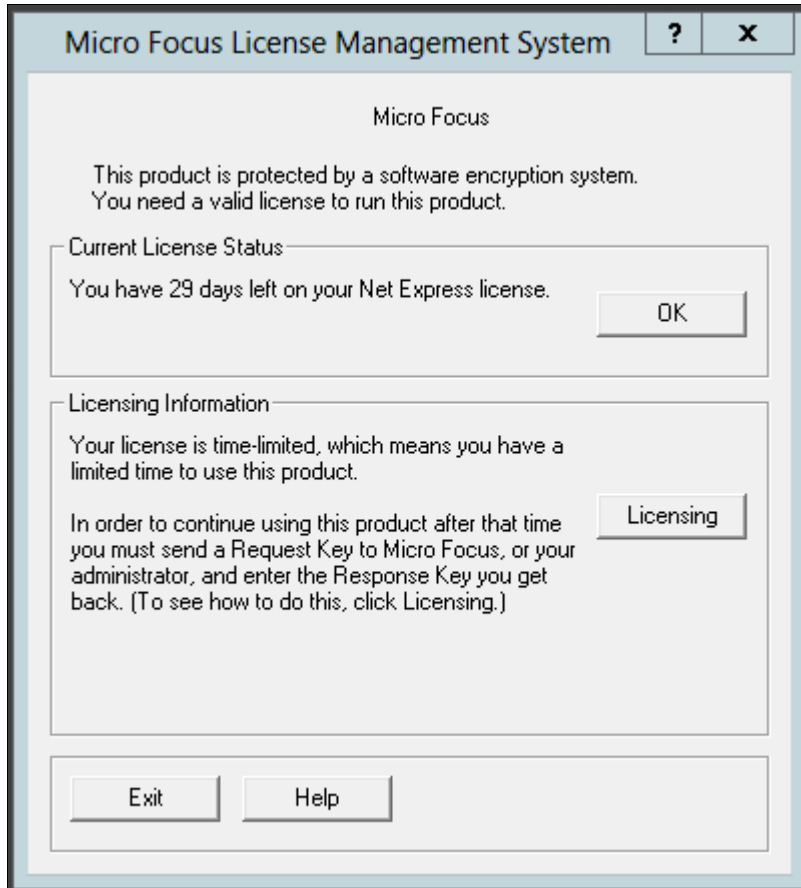 Micro Focus License Management System
?
x
Micro Focus
This product is protected by a software encryption system.
You need a valid license to run this product.
Current License Status
You have 29 days left on your Net Express license.
OK
Licensing Information
Your license is time-limited, which means you have a
limited time to use this product.
In order to continue using this product after that time
you must send a Request Key to Micro Focus, or your
administrator, and enter the Response Key you get
back. (To see how to do this, click Licensing.)
Licensing
Exit
Help